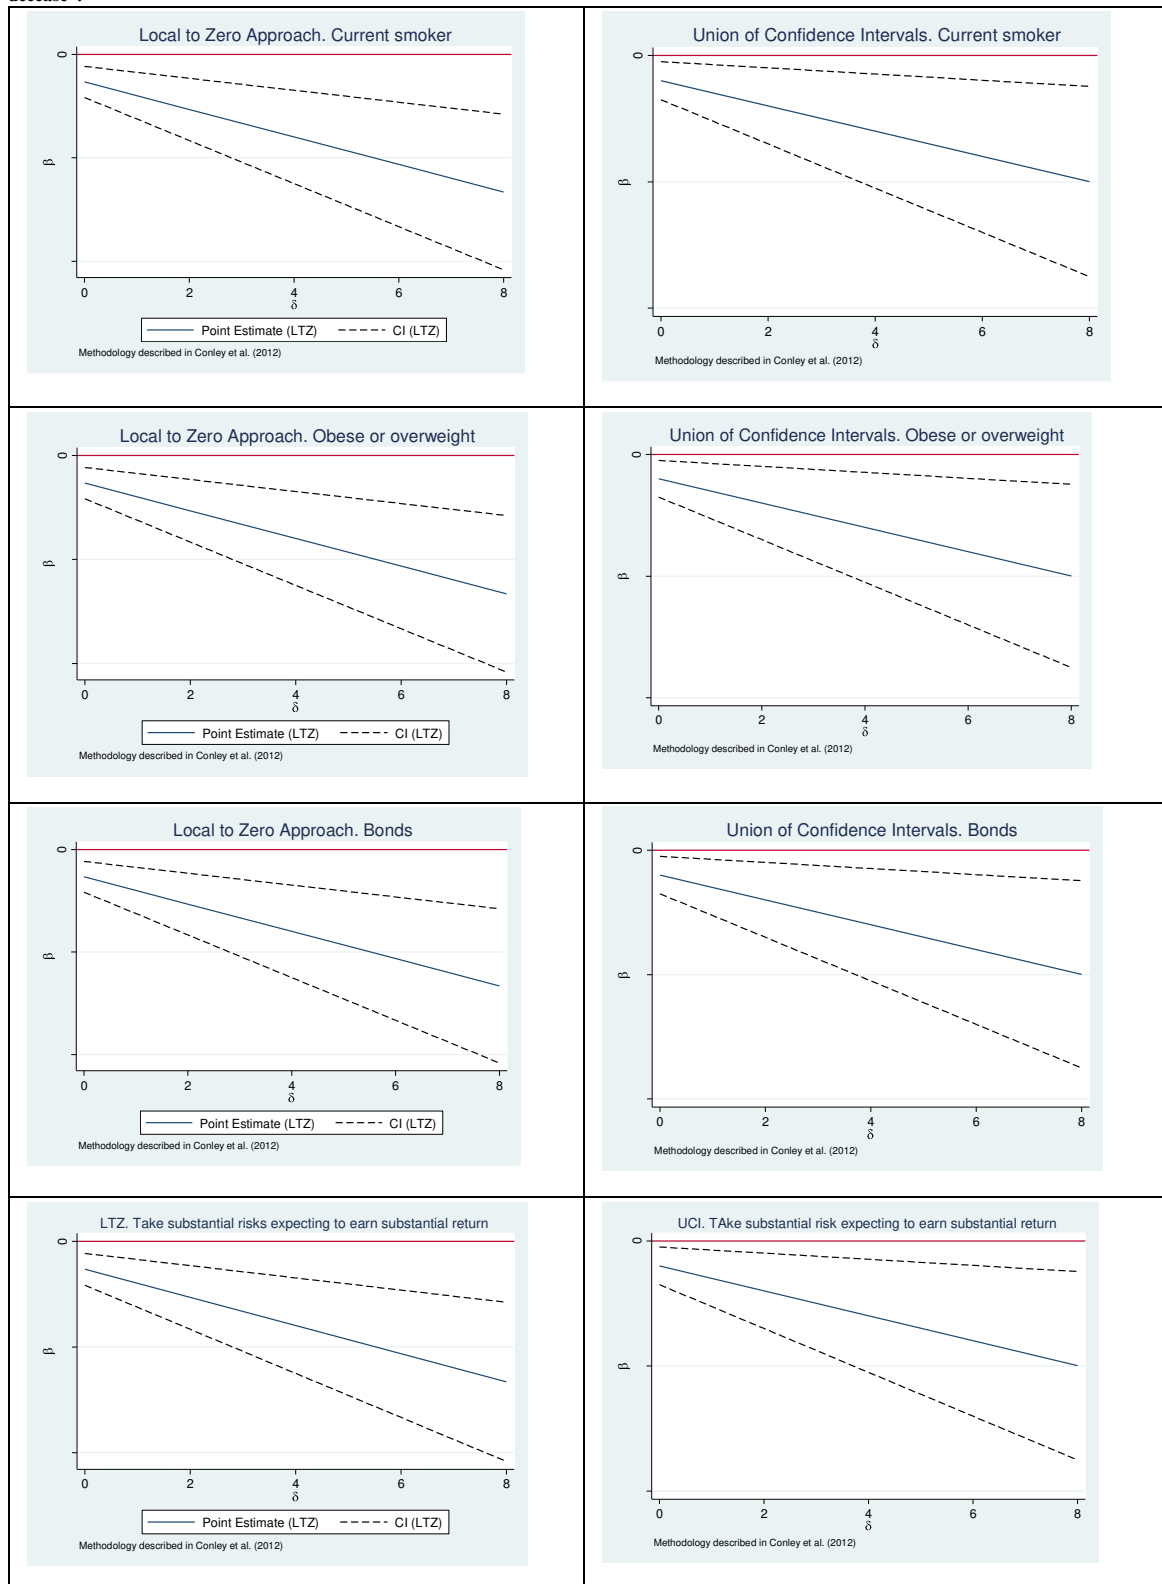 decease".
Local to Zero Approach. Current smoker
0
β
0 2 4 6 8
δ
Point Estimate (LTZ) CI (LTZ)
Methodology described in Conley et al. (2012)
Union of Confidence Intervals. Current smoker
0
β
0 2 4 6 8
δ
Methodology described in Conley et al. (2012)
Local to Zero Approach. Obese or overweight
0
β
0 2 4 6 8
δ
Point Estimate (LTZ) CI (LTZ)
Methodology described in Conley et al. (2012)
Union of Confidence Intervals. Obese or overweight
0
β
0 2 4 6 8
δ
Methodology described in Conley et al. (2012)
Local to Zero Approach. Bonds
0
β
0 2 4 6 8
δ
Point Estimate (LTZ) CI (LTZ)
Methodology described in Conley et al. (2012)
Union of Confidence Intervals. Bonds
0
β
0 2 4 6 8
δ
Methodology described in Conley et al. (2012)
LTZ. Take substantial risks expecting to earn substantial return
0
β
0 2 4 6 8
δ
Point Estimate (LTZ) CI (LTZ)
Methodology described in Conley et al. (2012)
UCI. TAke substantial risk expecting to earn substantial return
0
β
0 2 4 6 8
δ
Methodology described in Conley et al. (2012)